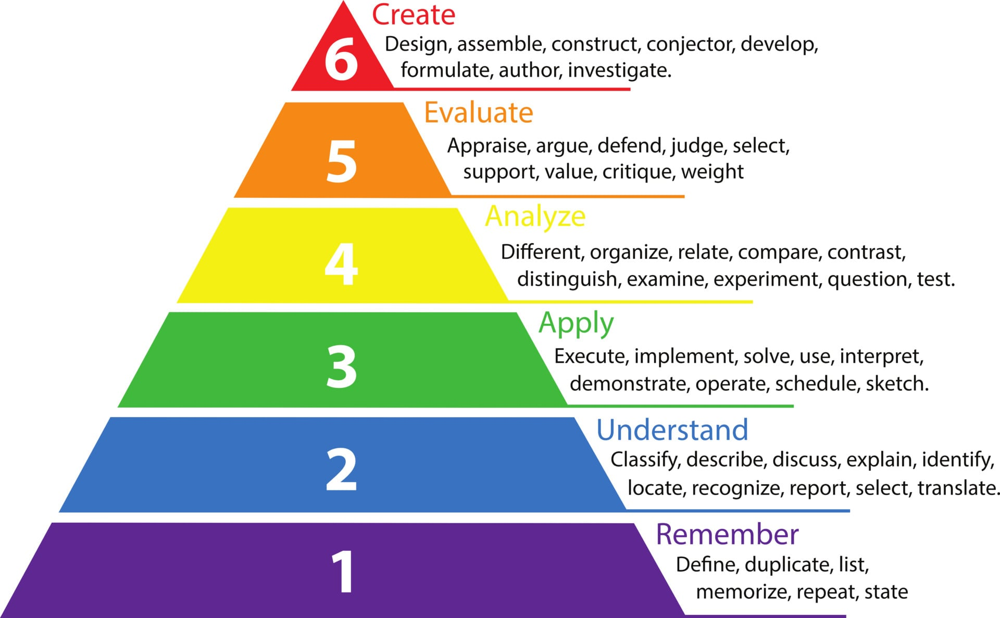 Create
6
Design, assemble, construct, conjector, develop,
formulate, author, investigate.
Evaluate
5
Appraise, argue, defend, judge, select,
support, value, critique, weight
Analyze
4
Different, organize, relate, compare, contrast,
distinguish, examine, experiment, question, test.
Apply
3
Execute, implement, solve, use, interpret,
demonstrate, operate, schedule, sketch.
Understand
2
Classify, describe, discuss, explain, identify,
locate, recognize, report, select, translate.
Remember
1
Define, duplicate, list,
memorize, repeat, state